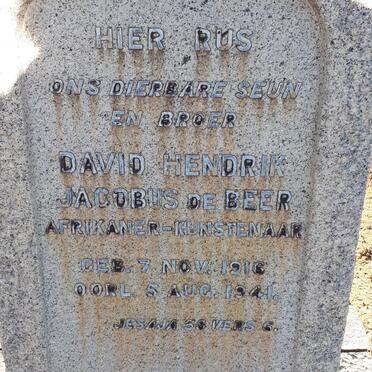 HIER RUS
ONS DIERBARE SEUN
EN BROER
DAVID HENDRIK
JACOBUS DE BEER
AFRIKANER-KUNSTENAAR
GEB. 7 NOV. 1916
OORL. 5 AUG. 1941.
JESAJA 38 VERS 6.